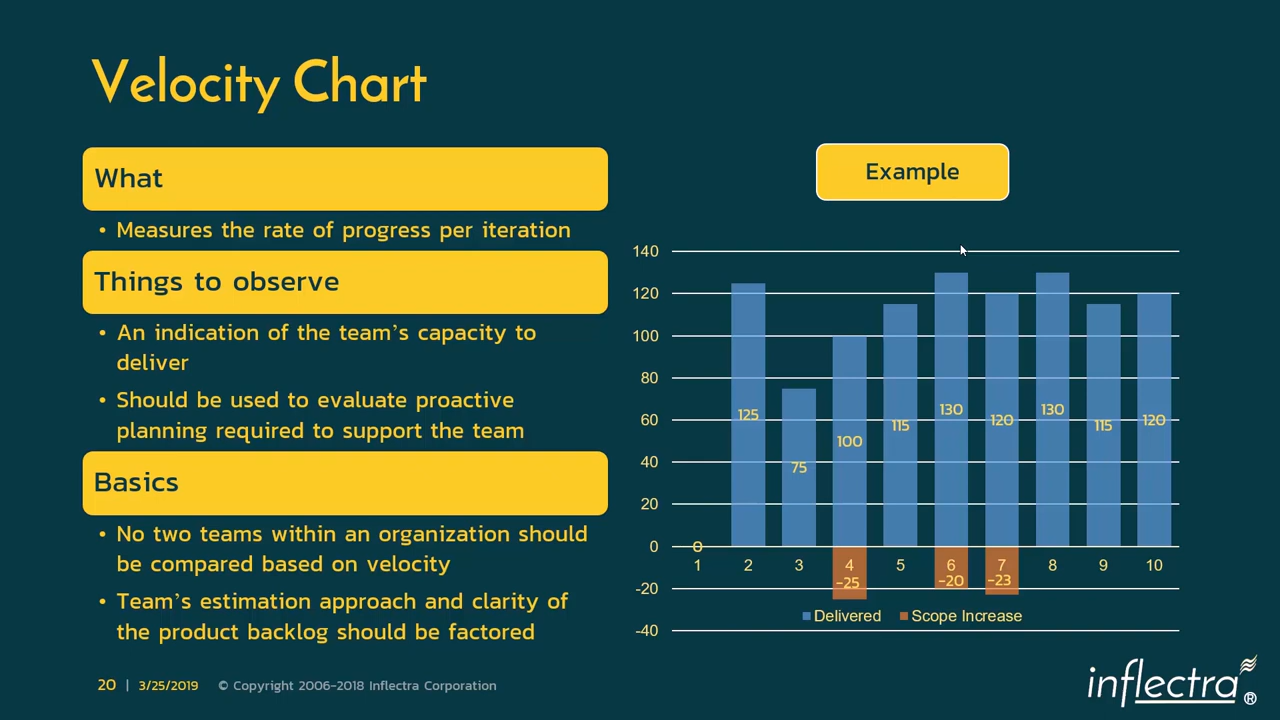 Velocity Chart
What
• Measures the rate of progress per iteration
Things to observe
• An indication of the team's capacity to
deliver
• Should be used to evaluate proactive
planning required to support the team
Basics
• No two teams within an organization should
be compared based on velocity
• Team's estimation approach and clarity of
the product backlog should be factored
Example
140
120
100
80
60
40
20
0
-20
-40
0
125
75
100
115
130
120
130
115
120
1 2 3 4 5 6 7 8 9 10
-25
-20
-23
Delivered Scope Increase
20 | 3/25/2019 © Copyright 2006-2018 Inflectra Corporation
inflectra®